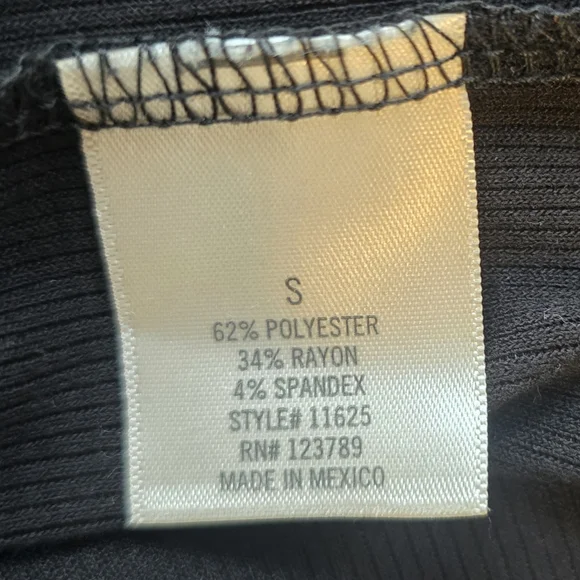 S
62% POLYESTER
34% RAYON
4% SPANDEX
STYLE# 11625
RN# 123789
MADE IN MEXICO